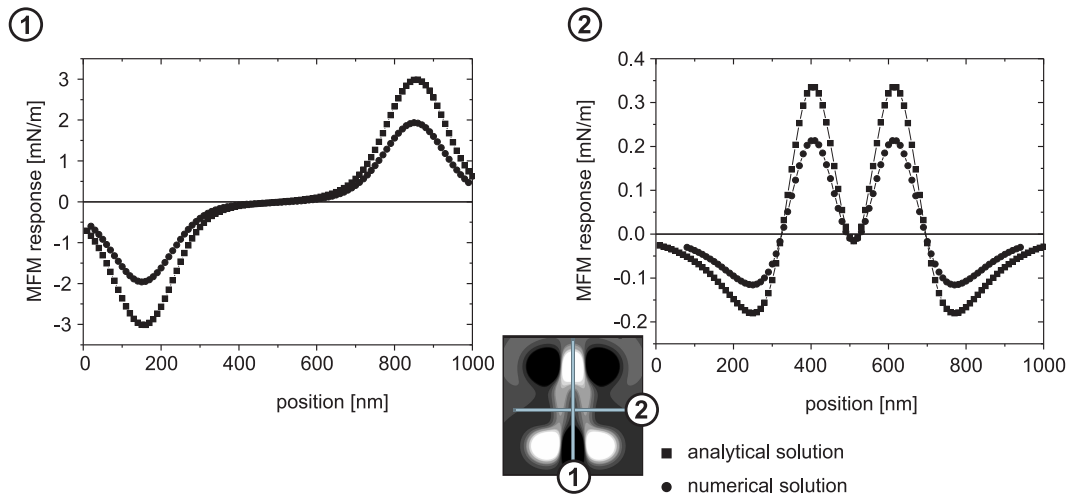 1
2
MFM response [mN/m]
3
2
1
0
-1
-2
-3
0 200 400 600 800 1000
position [nm]
MFM response [mN/m]
0.4
0.3
0.2
0.1
0.0
-0.1
-0.2
0 200 400 600 800 1000
position [nm]
2
1
analytical solution
numerical solution